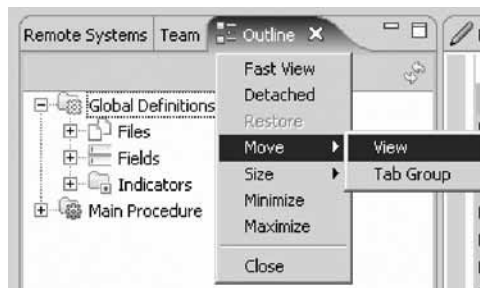 Remote Systems Team Outline
Fast View
Detached
Restore
Move View
Size Tab Group
Minimize
Maximize
Close
Global Definitions
Files
Fields
Indicators
Main Procedure